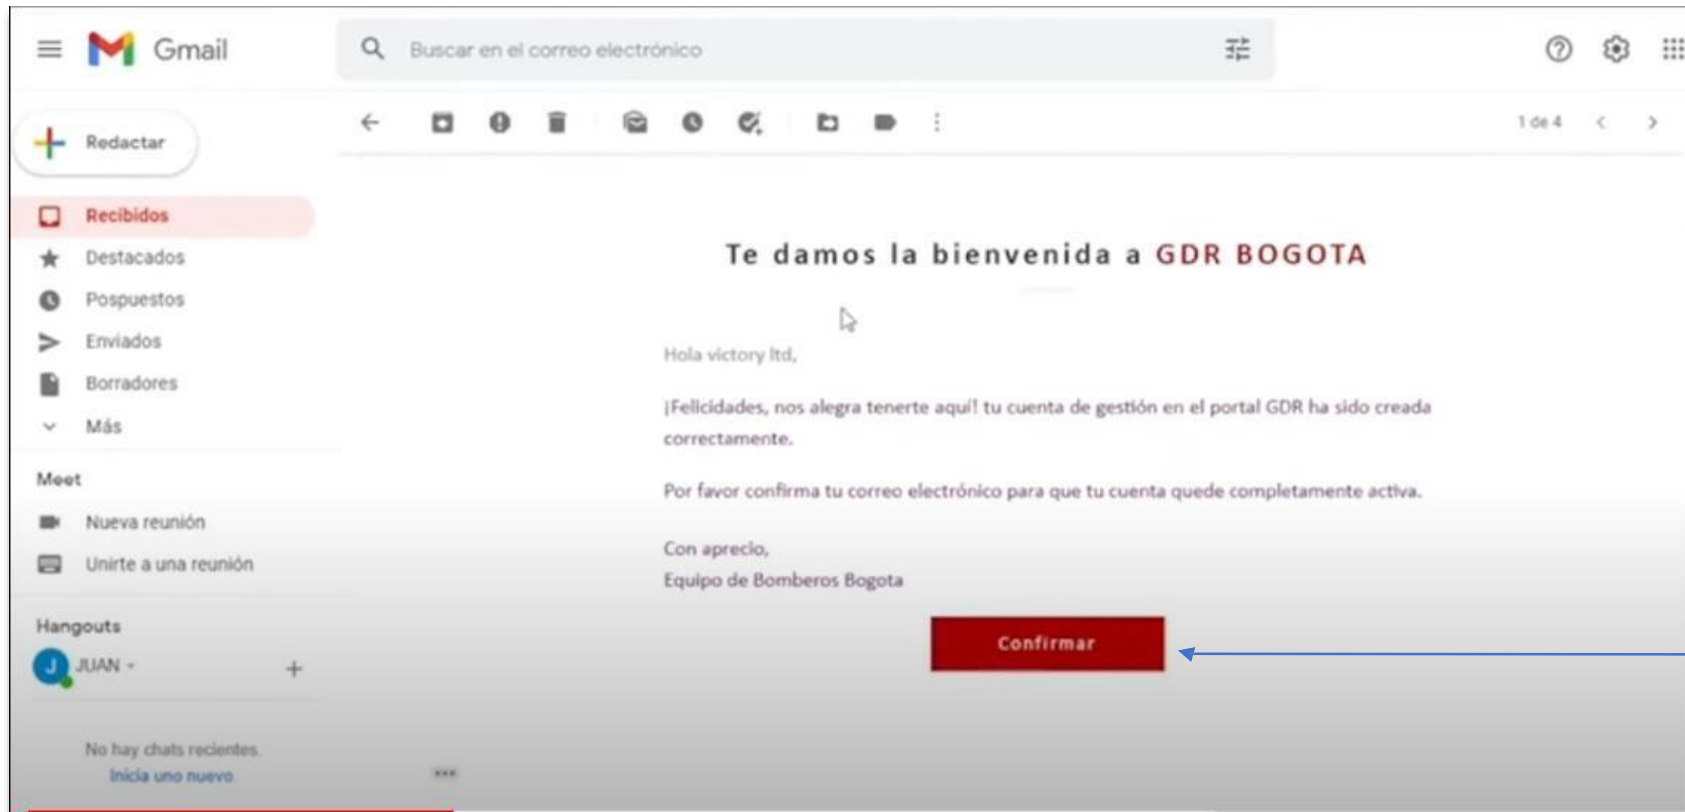 Gmail
Buscar en el correo electrónico
1 de 4
Redactar
Recibidos
Destacados
Pospuestos
Enviados
Borradores
Más
Meet
Nueva reunión
Unirte a una reunión
Hangouts
J JUAN
No hay chats recientes.
Inicia uno nuevo
Te damos la bienvenida a GDR BOGOTA
Hola victory ltd,
¡Felicidades, nos alegra tenerte aquí! tu cuenta de gestión en el portal GDR ha sido creada
correctamente.
Por favor confirma tu correo electrónico para que tu cuenta quede completamente activa.
Con aprecio,
Equipo de Bomberos Bogota
Confirmar